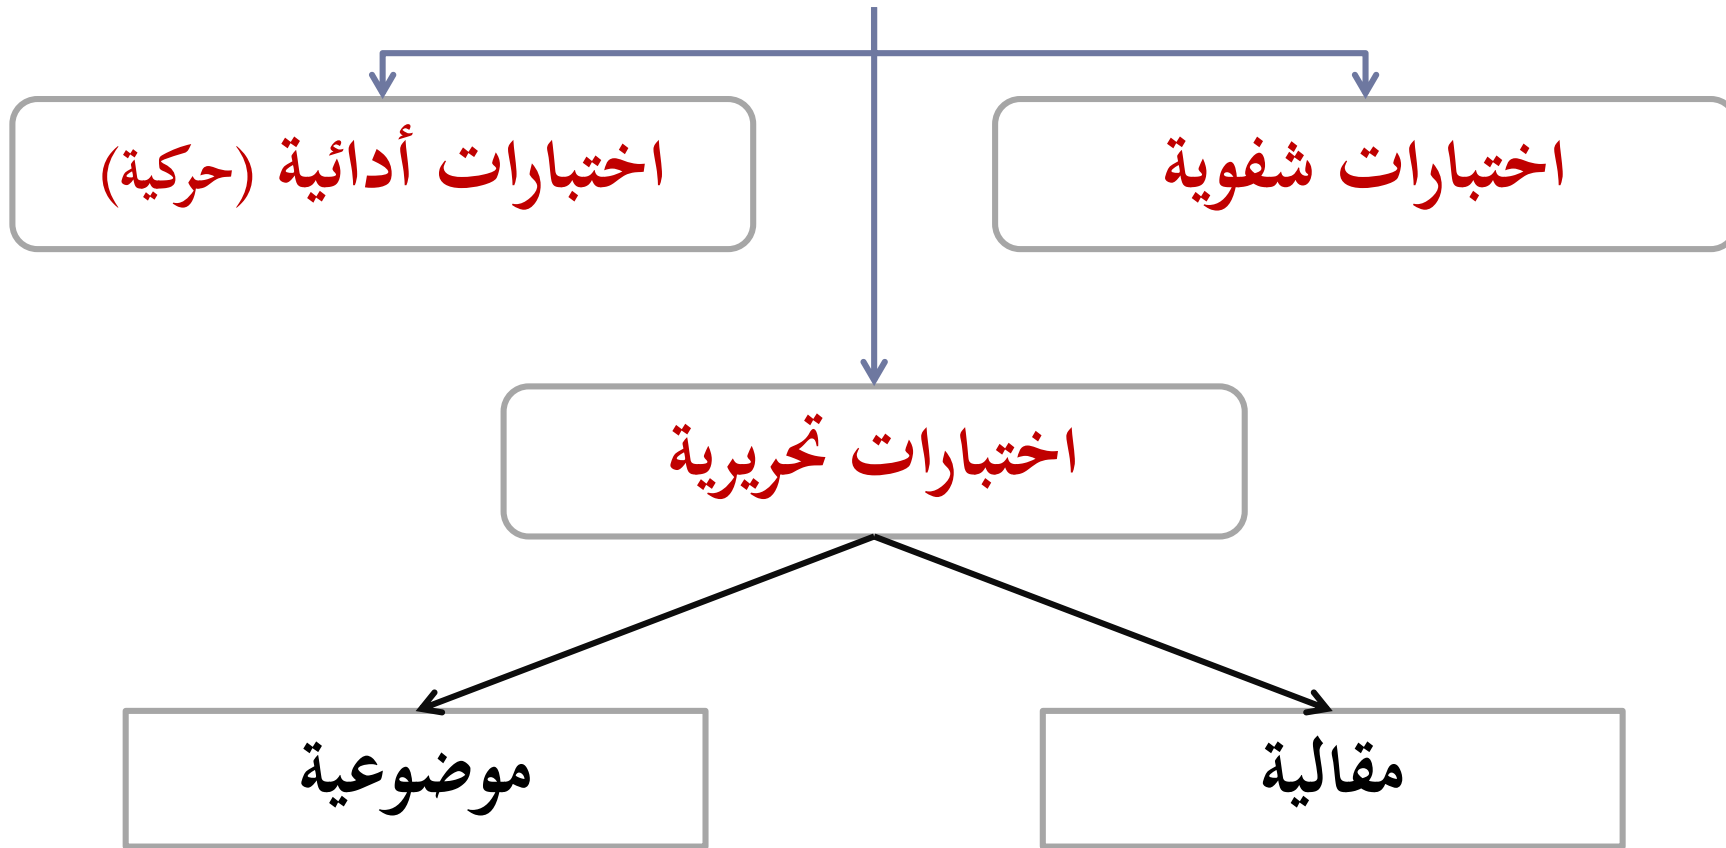 اختبارات شفوية
اختبارات أدائية (حركية)
اختبارات تحريرية
مقالية
موضوعية